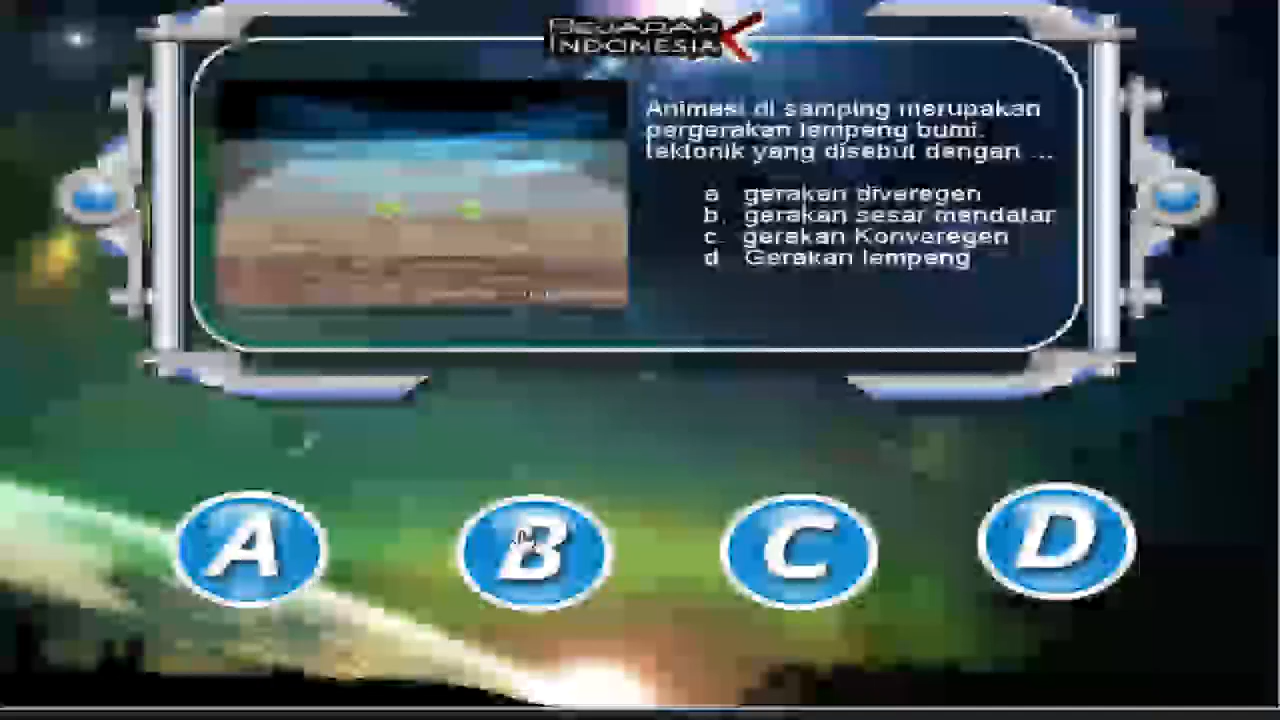 SEJARAH
INDONESIA
Animasi di samping merupakan
pergerakan lempeng bumi.
tektonik yang disebut dengan ...
a gerakan diveregen
b. gerakan sesar mendatar
c. gerakan Konveregen
d Gerakan lempeng
A B C D